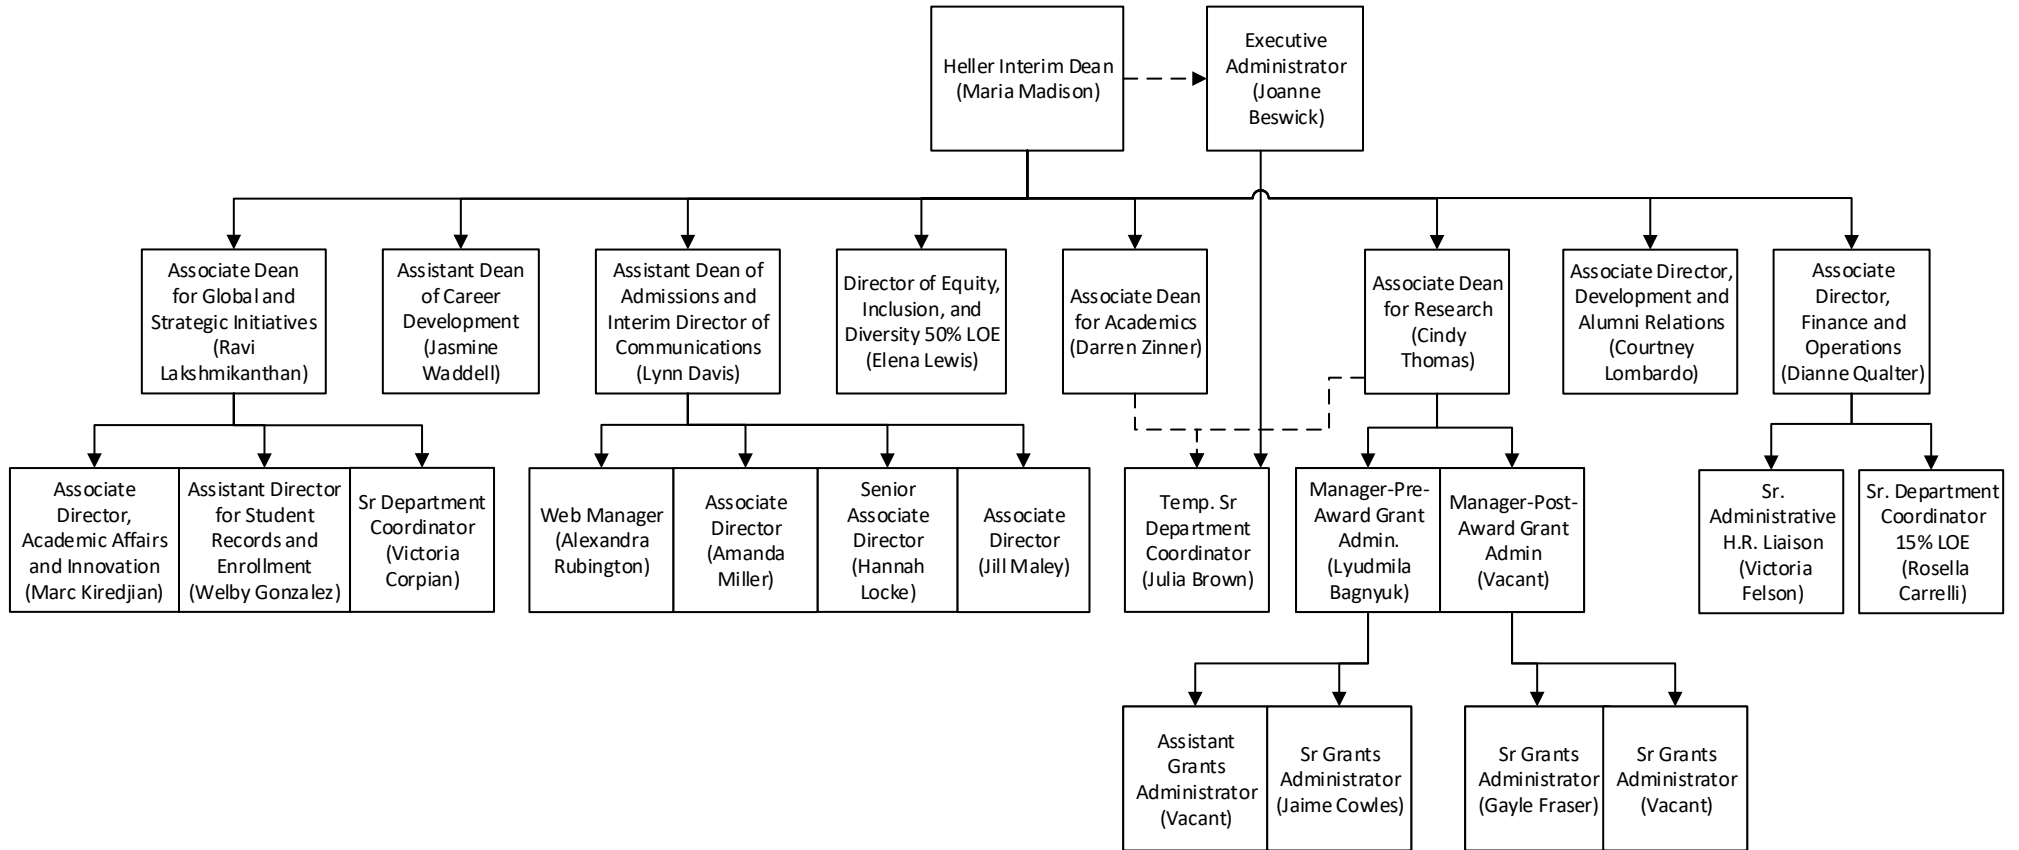 Heller Interim Dean
(Maria Madison)
Executive
Administrator
(Joanne
Beswick)
Associate Dean
for Global and
Strategic Initiatives
(Ravi
Lakshmikanthan)
Assistant Dean
of Career
Development
(Jasmine
Waddell)
Assistant Dean of
Admissions and
Interim Director of
Communications
(Lynn Davis)
Director of Equity,
Inclusion, and
Diversity 50% LOE
(Elena Lewis)
Associate Dean
for Academics
(Darren Zinner)
Associate Dean
for Research
(Cindy
Thomas)
Associate Director,
Development and
Alumni Relations
(Courtney
Lombardo)
Associate
Director,
Finance and
Operations
(Dianne Qualter)
Associate
Director,
Academic Affairs
and Innovation
(Marc Kiredjian)
Assistant Director
for Student
Records and
Enrollment
(Welby Gonzalez)
Sr Department
Coordinator
(Victoria
Corpian)
Web Manager
(Alexandra
Rubington)
Associate
Director
(Amanda
Miller)
Senior
Associate
Director
(Hannah
Locke)
Associate
Director
(Jill Maley)
Temp. Sr
Department
Coordinator
(Julia Brown)
Manager-Pre-
Award Grant
Admin.
(Lyudmila
Bagnyuk)
Manager-Post-
Award Grant
Admin
(Vacant)
Sr.
Administrative
H.R. Liaison
(Victoria
Felson)
Sr. Department
Coordinator
15% LOE
(Rosella
Carrelli)
Assistant
Grants
Administrator
(Vacant)
Sr Grants
Administrator
(Jaime Cowles)
Sr Grants
Administrator
(Gayle Fraser)
Sr Grants
Administrator
(Vacant)